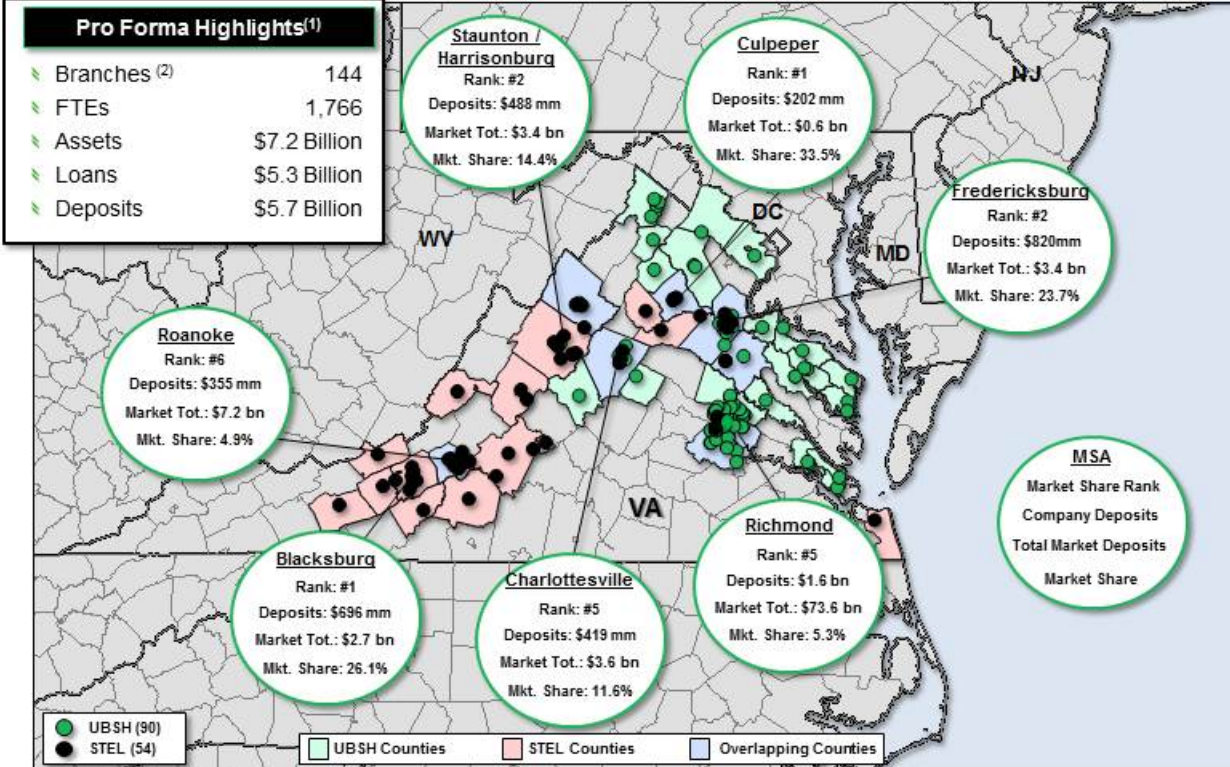 Pro Forma Highlights(1)
Branches (2) 144
FTEs 1,766
Assets $7.2 Billion
Loans $5.3 Billion
Deposits $5.7 Billion
Staunton /
Harrisonburg
Rank: #2
Deposits: $488 mm
Market Tot.: $3.4 bn
Mkt. Share: 14.4%
Culpeper
Rank: #1
Deposits: $202 mm
Market Tot.: $0.6 bn
Mkt. Share: 33.5%
NJ
Fredericksburg
Rank: #2
Deposits: $820mm
Market Tot.: $3.4 bn
Mkt. Share: 23.7%
DC
WV
MD
Roanoke
Rank: #6
Deposits: $355 mm
Market Tot.: $7.2 bn
Mkt. Share: 4.9%
VA
MSA
Market Share Rank
Company Deposits
Total Market Deposits
Market Share
Blacksburg
Rank: #1
Deposits: $696 mm
Market Tot.: $2.7 bn
Mkt. Share: 26.1%
Charlottesville
Rank: #5
Deposits: $419 mm
Market Tot.: $3.6 bn
Mkt. Share: 11.6%
Richmond
Rank: #5
Deposits: $1.6 bn
Market Tot.: $73.6 bn
Mkt. Share: 5.3%
UBSH (90)
STEL (54)
UBSH Counties
STEL Counties
Overlapping Counties